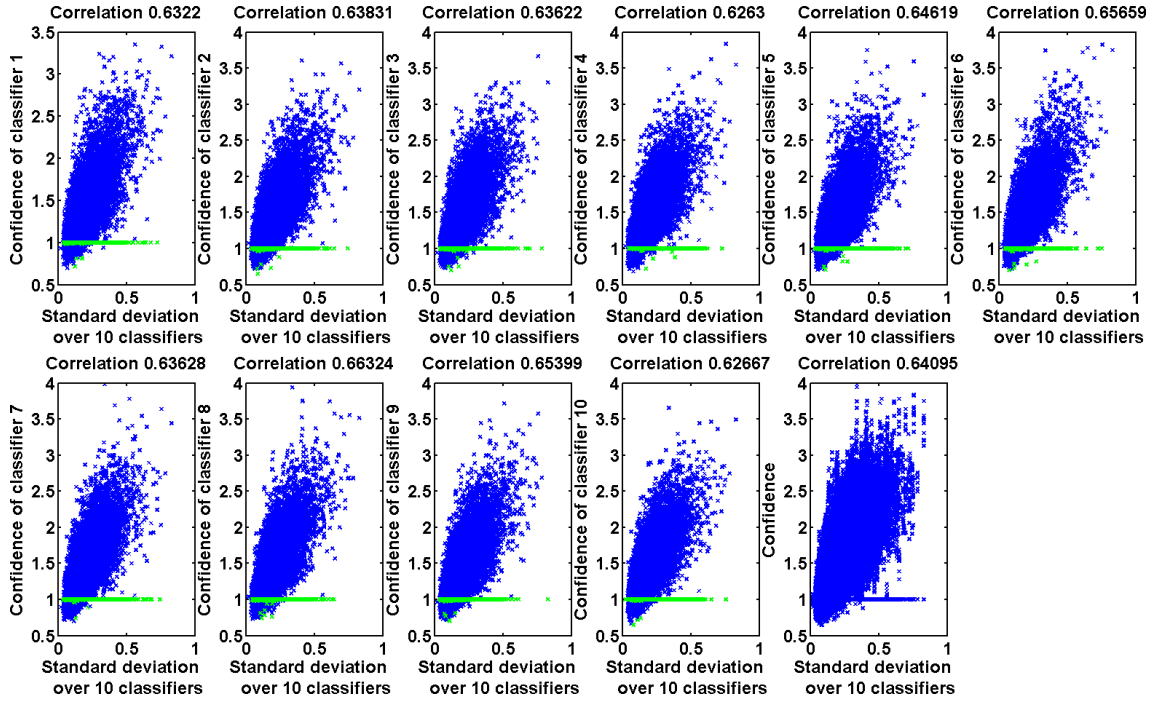 Correlation 0.6322
Correlation 0.63831
Correlation 0.63622
Correlation 0.6263
Correlation 0.64619
Correlation 0.65659
Confidence of classifier 1
3.5
3
2.5
2
1.5
1
0.5
0
0.5
1
Standard deviation
over 10 classifiers
Confidence of classifier 2
4
3.5
3
2.5
2
1.5
1
0.5
0
0.5
1
Standard deviation
over 10 classifiers
Confidence of classifier 3
4
3.5
3
2.5
2
1.5
1
0.5
0
0.5
1
Standard deviation
over 10 classifiers
Confidence of classifier 4
4
3.5
3
2.5
2
1.5
1
0.5
0
0.5
1
Standard deviation
over 10 classifiers
Confidence of classifier 5
4
3.5
3
2.5
2
1.5
1
0.5
0
0.5
1
Standard deviation
over 10 classifiers
Confidence of classifier 6
4
3.5
3
2.5
2
1.5
1
0.5
0
0.5
1
Standard deviation
over 10 classifiers
Correlation 0.63628
Correlation 0.66324
Correlation 0.65399
Correlation 0.62667
Correlation 0.64095
Confidence of classifier 7
4
3.5
3
2.5
2
1.5
1
0.5
0
0.5
1
Standard deviation
over 10 classifiers
Confidence of classifier 8
4
3.5
3
2.5
2
1.5
1
0.5
0
0.5
1
Standard deviation
over 10 classifiers
Confidence of classifier 9
4
3.5
3
2.5
2
1.5
1
0.5
0
0.5
1
Standard deviation
over 10 classifiers
Confidence of classifier 10
4
3.5
3
2.5
2
1.5
1
0.5
0
0.5
1
Standard deviation
over 10 classifiers
Confidence
4
3.5
3
2.5
2
1.5
1
0.5
0
0.5
1
Standard deviation
over 10 classifiers